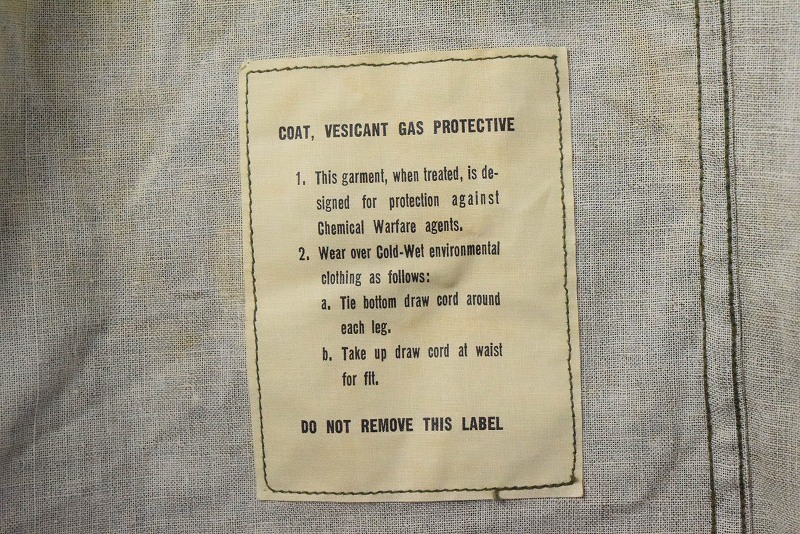 COAT, VESICANT GAS PROTECTIVE
1. This garment, when treated, is de-
signed for protection against
Chemical Warfare agents.
2. Wear over Cold-Wet environmental
clothing as follows:
a. Tie bottom draw cord around
each leg.
b. Take up draw cord at waist
for fit.
DO NOT REMOVE THIS LABEL